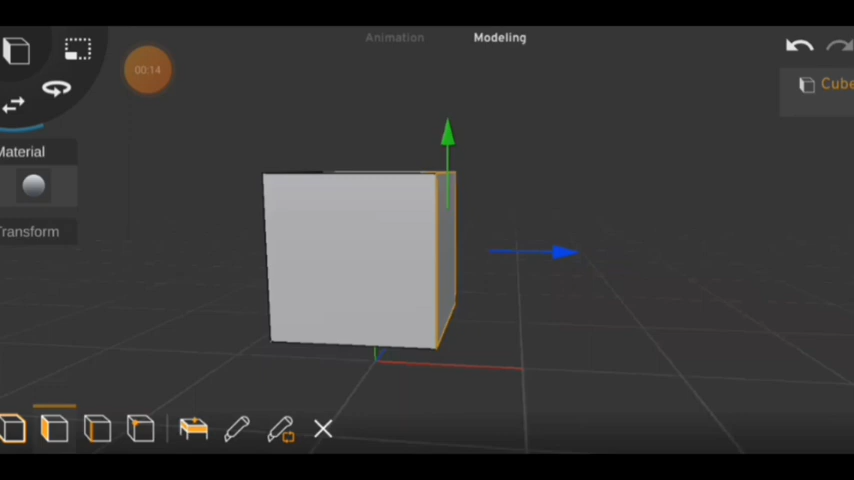 Animation
Modeling
00:14
Cube
Material
Transform